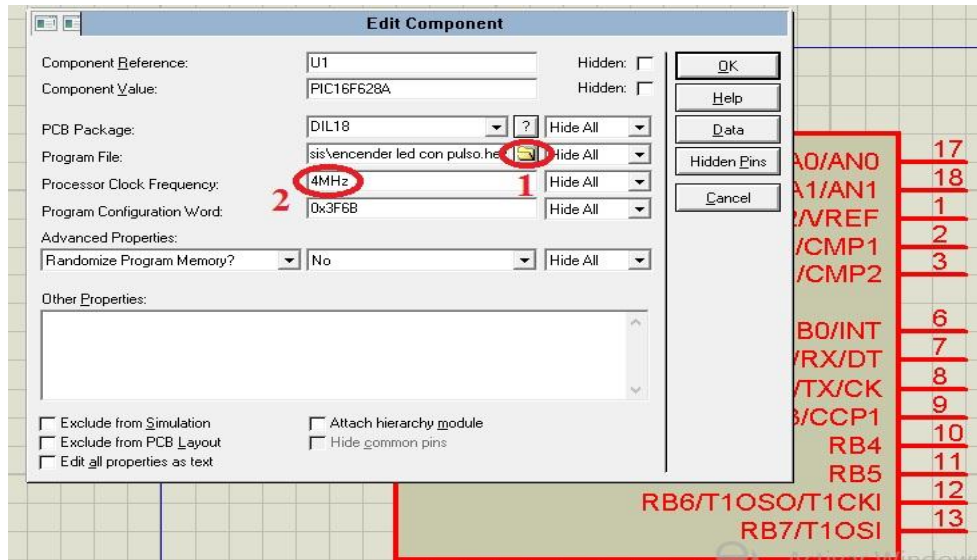 Edit Component
Component Reference: U1 Hidden:
Component Value: PIC16F628A Hidden:
PCB Package: DIL18 ? Hide All
Program File: sis\encender led con pulso.he Hide All
1
Processor Clock Frequency: 4MHz Hide All
2
Program Configuration Word: 0x3F6B Hide All
Advanced Properties:
Randomize Program Memory? No Hide All
Other Properties:
Exclude from Simulation Attach hierarchy module
Exclude from PCB Layout Hide common pins
Edit all properties as text
OK
Help
Data
Hidden Pins
Cancel
A0/AN0 17
A1/AN1 18
/VREF 1
/CMP1 2
/CMP2 3
B0/INT 6
/RX/DT 7
/TX/CK 8
/CCP1 9
RB4 10
RB5 11
RB6/T1OSO/T1CKI 12
RB7/T1OSI 13